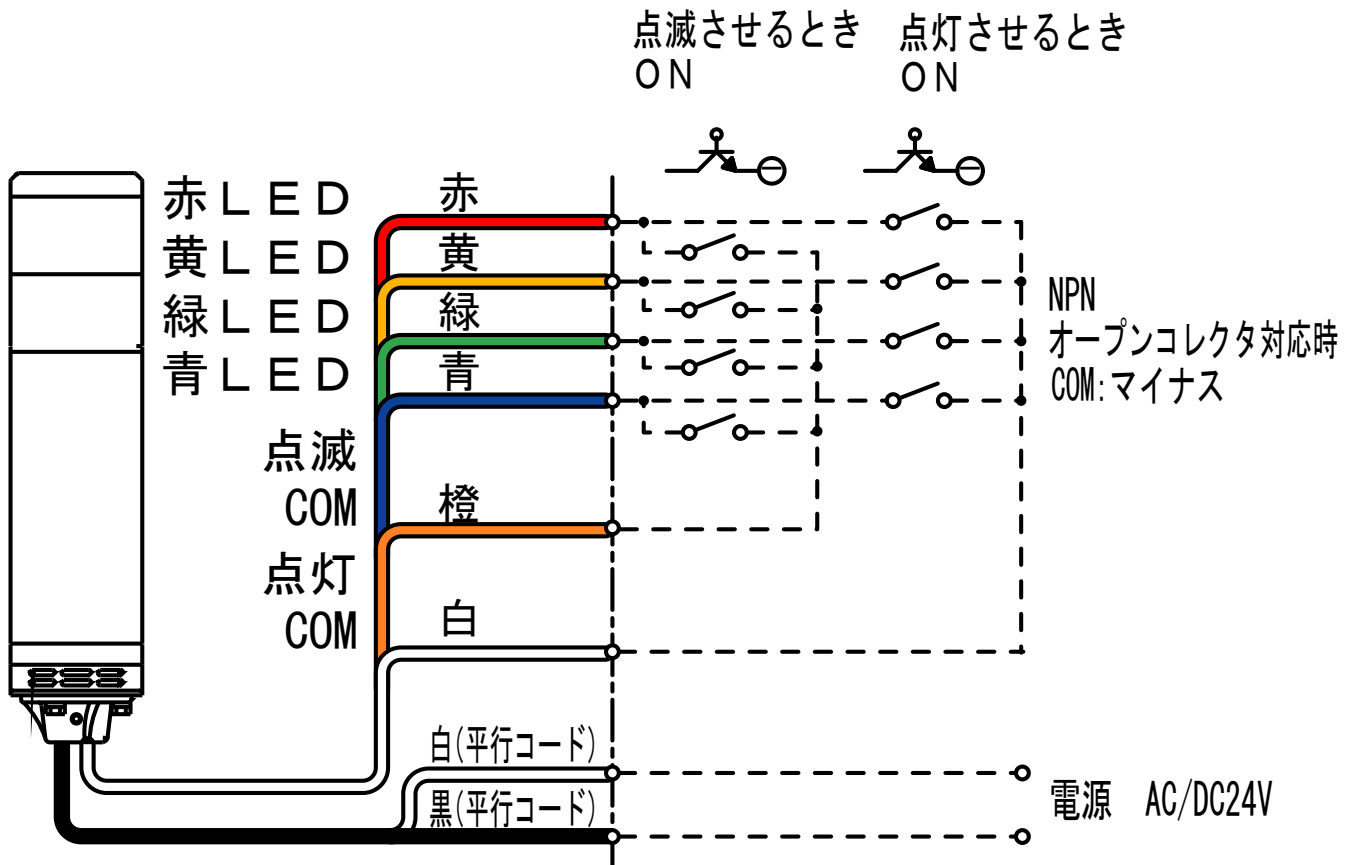 点滅させるとき
ON
点灯させるとき
ON
赤LED
赤
黄LED
黄
緑LED
緑
青LED
青
NPN
オープンコレクタ対応時
COM:マイナス
点滅
COM
橙
点灯
COM
白
白(平行コード)
黒(平行コード)
電源 AC/DC24V